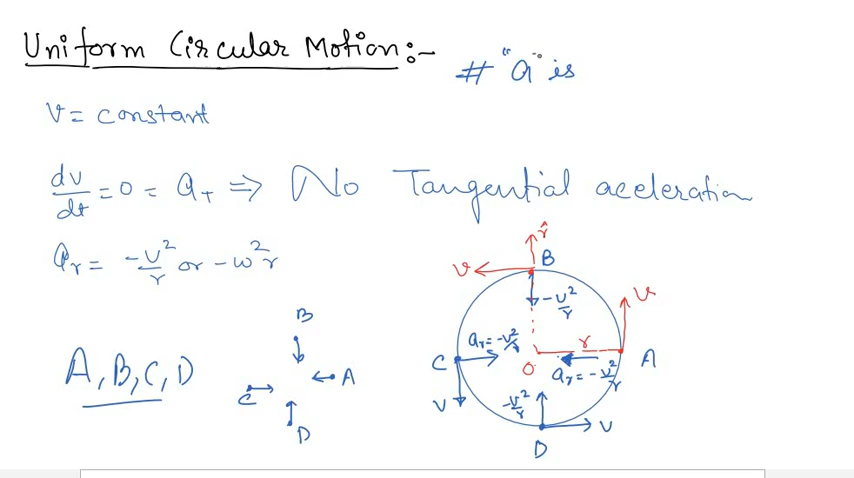 Uniform Circular Motion:-
# "a" is
v = constant
dv/dt = 0 = a_T ⇒ No Tangential aceleration
a_r = -v²/r or -ω²r
A, B, C, D
B
A
C
D
r̂
B
v
-v²/r
v
a_r = -v²/r
r
C
O
A
a_r = -v²/r
v
-v²/r
v
D